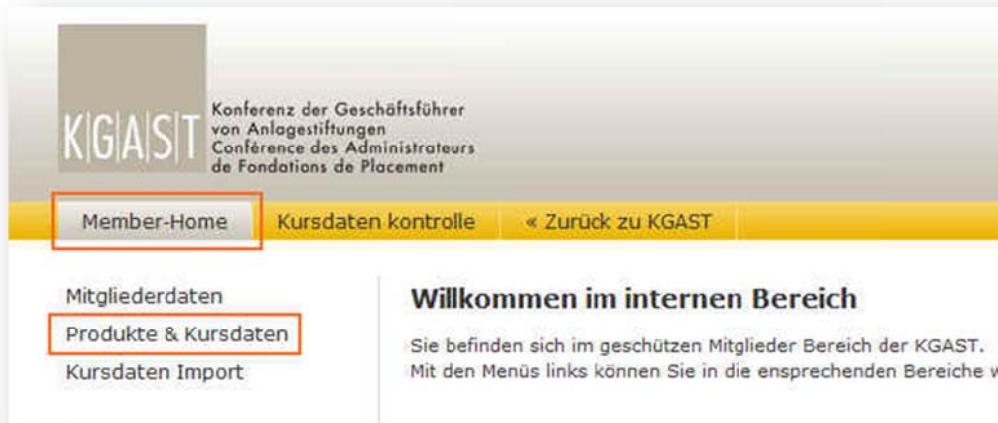 K|G|A|S|T
Konferenz der Geschäftsführer
von Anlagestiftungen
Conférence des Administrateurs
de Fondations de Placement
Member-Home Kursdaten kontrolle « Zurück zu KGAST
Mitgliederdaten
Produkte & Kursdaten
Kursdaten Import
Willkommen im internen Bereich
Sie befinden sich im geschützen Mitglieder Bereich der KGAST.
Mit den Menüs links können Sie in die ensprechenden Bereiche